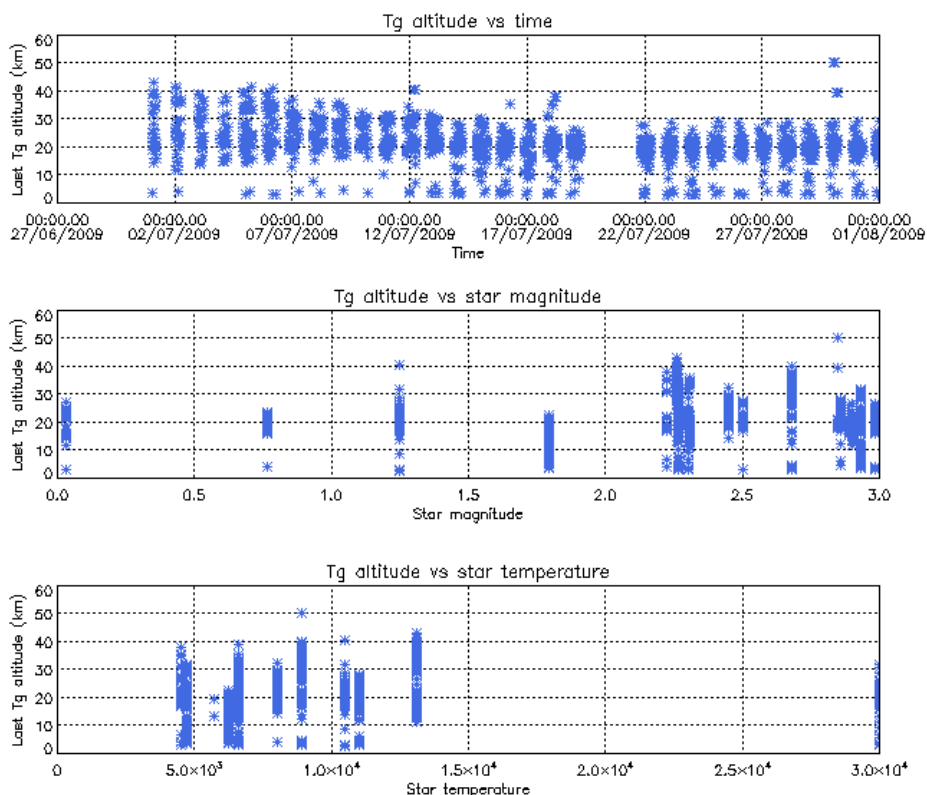 Tg altitude vs time
Last Tg altitude (km)
60
50
40
30
20
10
0
00:00.00 00:00.00 00:00.00 00:00.00 00:00.00 00:00.00 00:00.00 00:00.00
27/06/2009 02/07/2009 07/07/2009 12/07/2009 17/07/2009 22/07/2009 27/07/2009 01/08/2009
Time
Tg altitude vs star magnitude
Last Tg altitude (km)
60
50
40
30
20
10
0
0.0 0.5 1.0 1.5 2.0 2.5 3.0
Star magnitude
Tg altitude vs star temperature
Last Tg altitude (km)
60
50
40
30
20
10
0
0 5.0×10³ 1.0×10⁴ 1.5×10⁴ 2.0×10⁴ 2.5×10⁴ 3.0×10⁴
Star temperature